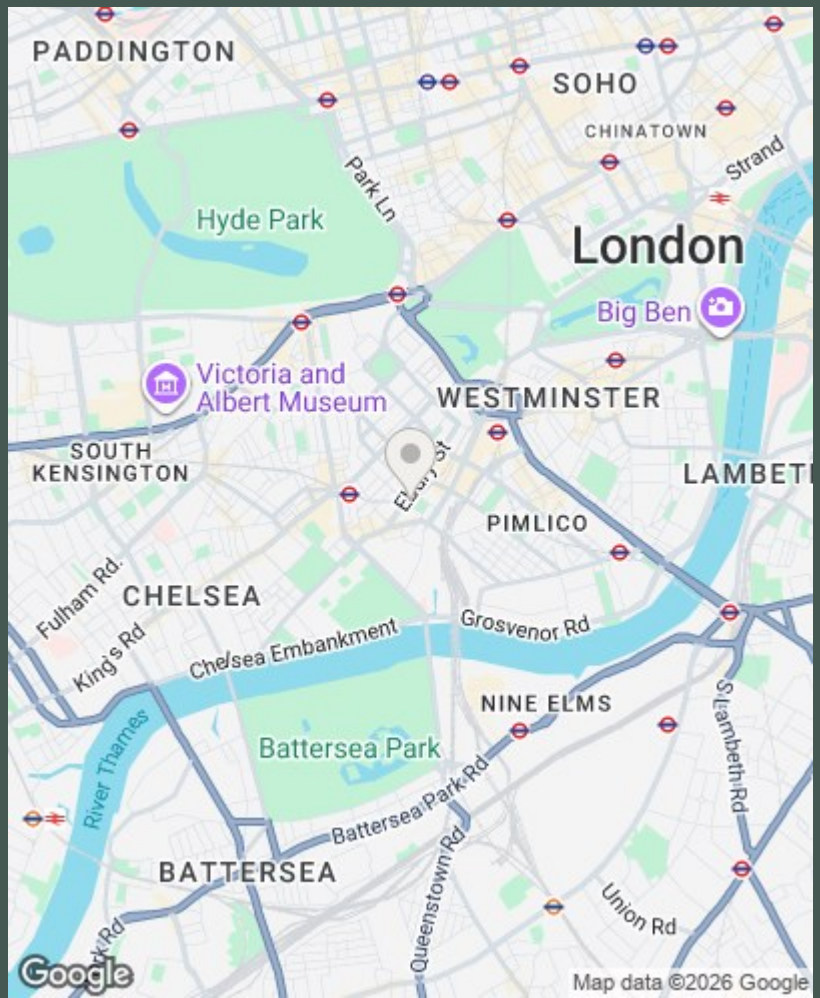 PADDINGTON
SOHO
CHINATOWN
Strand
Park Ln
Hyde Park
London
Big Ben
Victoria and
Albert Museum
WESTMINSTER
SOUTH
KENSINGTON
LAMBET
Ebury St
PIMLICO
Fulham Rd.
CHELSEA
Grosvenor Rd
King's Rd
Chelsea Embankment
NINE ELMS
S Lambeth Rd
Battersea Park
River Thames
Battersea Park Rd
BATTERSEA
Queenstown Rd
Union Rd
rk Rd
Google
Map data ©2026 Google